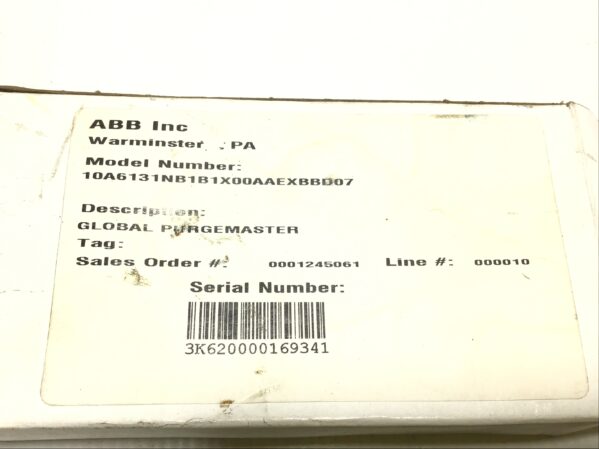 ABB Inc
Warminster , PA
Model Number:
10A6131NB1B1X00AAEXBBD07
Description:
GLOBAL PURGEMASTER
Tag:
Sales Order #: 0001245061 Line #: 000010
Serial Number:
3K620000169341